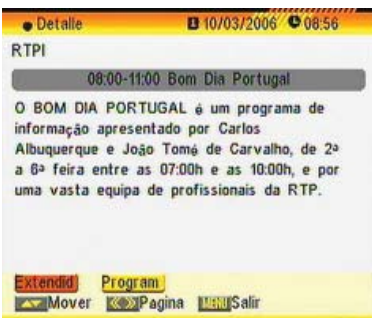 Detalle 10/03/2006 08:56
RTPI
08:00-11:00 Bom Dia Portugal
O BOM DIA PORTUGAL é um programa de
informação apresentado por Carlos
Albuquerque e João Tomé de Carvalho, de 2ª
a 6ª feira entre as 07:00h e as 10:00h, e por
uma vasta equipa de profissionais da RTP.
Extendid Program
Mover Pagina MENU Salir